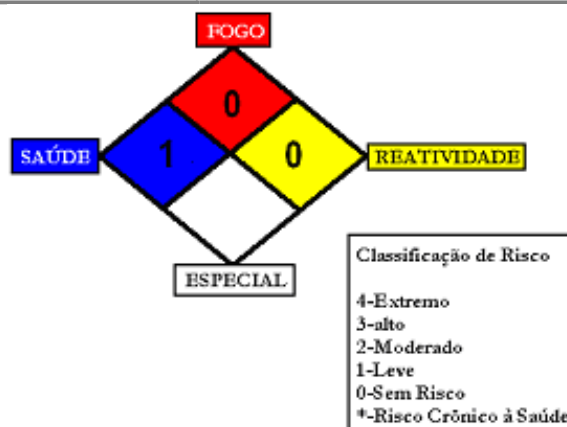 FOGO
0
SAÚDE
1
0
REATIVIDADE
ESPECIAL
Classificação de Risco
4-Extremo
3-alto
2-Moderado
1-Leve
0-Sem Risco
*-Risco Crônico à Saúde